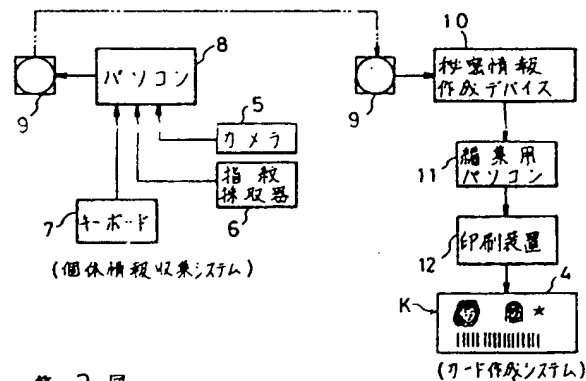 8
パソコン
9
5
カメラ
指紋
採取器
6
7
キーボード
(個体情報収集システム)
9
10
秘密情報
作成デバイス
11
編集用
パソコン
12
印刷装置
4
K
*
(カード作成システム)
第2図